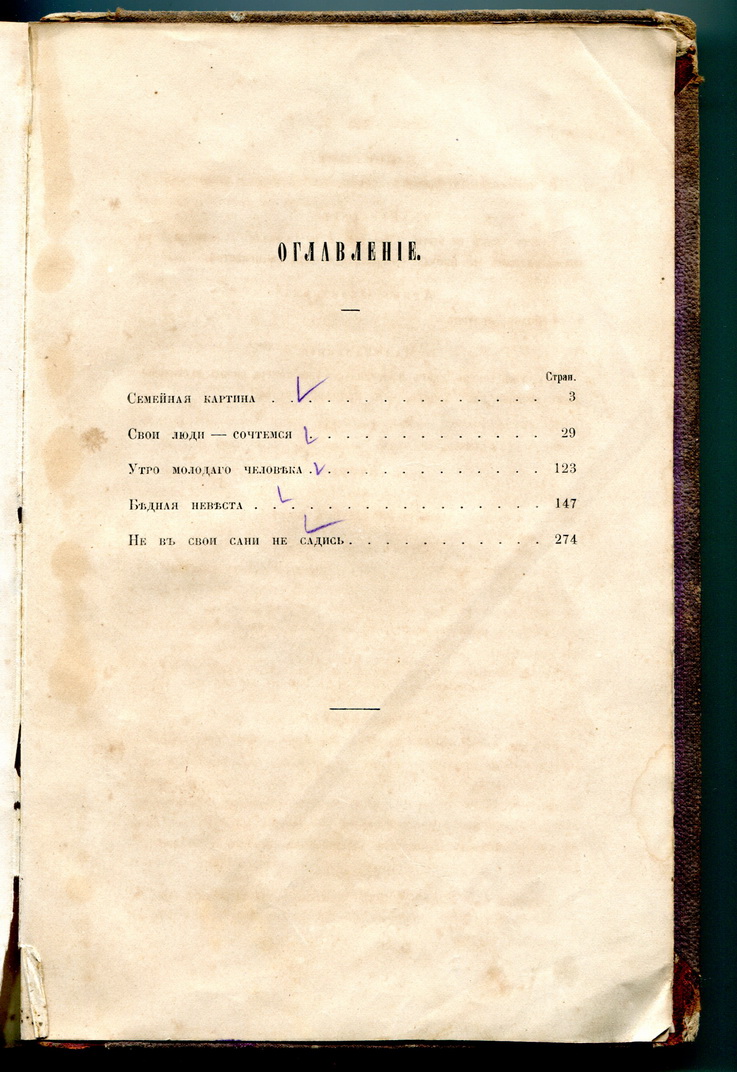 ОГЛАВЛЕНІЕ.
Стран.
Семейная картина . . . . . . . . . . . . . . . . 3
Свои люди — сочтемся . . . . . . . . . . . . . . 29
Утро молодаго человѣка . . . . . . . . . . . . . 123
Бѣдная невѣста . . . . . . . . . . . . . . . . . 147
Не въ свои сани не садись . . . . . . . . . . . 274